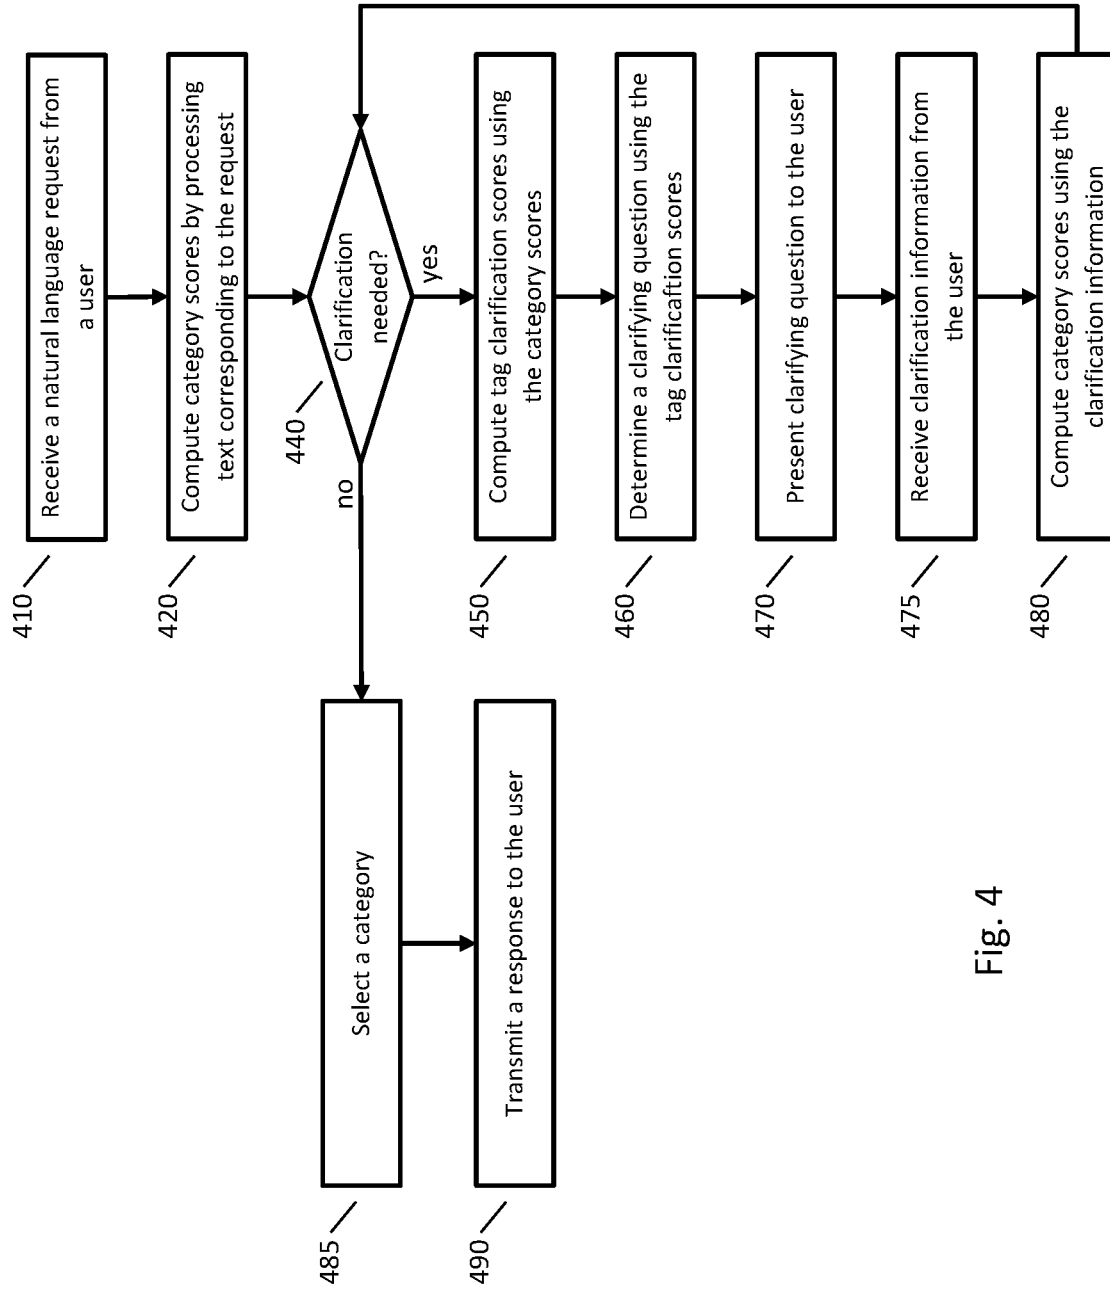 410
Receive a natural language request from
a user
420
Compute category scores by processing
text corresponding to the request
440
Clarification
needed?
no
yes
450
Compute tag clarification scores using
the category scores
460
Determine a clarifying question using the
tag clarificaftion scores
470
Present clarifying question to the user
475
Receive clarification information from
the user
480
Compute category scores using the
clarification information
485
Select a category
490
Transmit a response to the user
Fig. 4